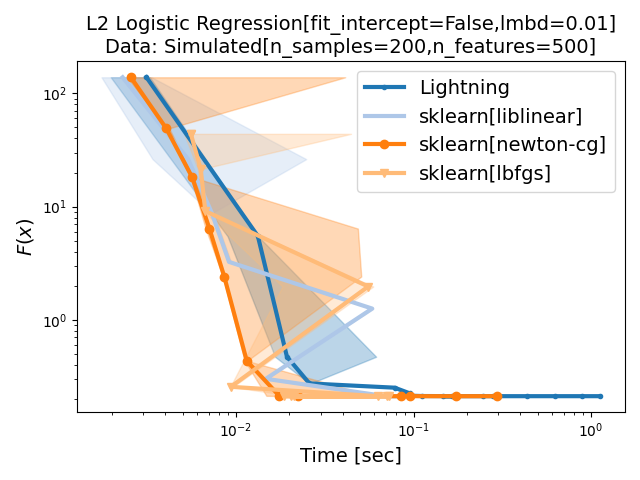 L2 Logistic Regression[fit_intercept=False,lmbd=0.01]
Data: Simulated[n_samples=200,n_features=500]
Lightning
sklearn[liblinear]
sklearn[newton-cg]
sklearn[lbfgs]
F(x)
10²
10¹
10⁰
10⁻²
10⁻¹
10⁰
Time [sec]